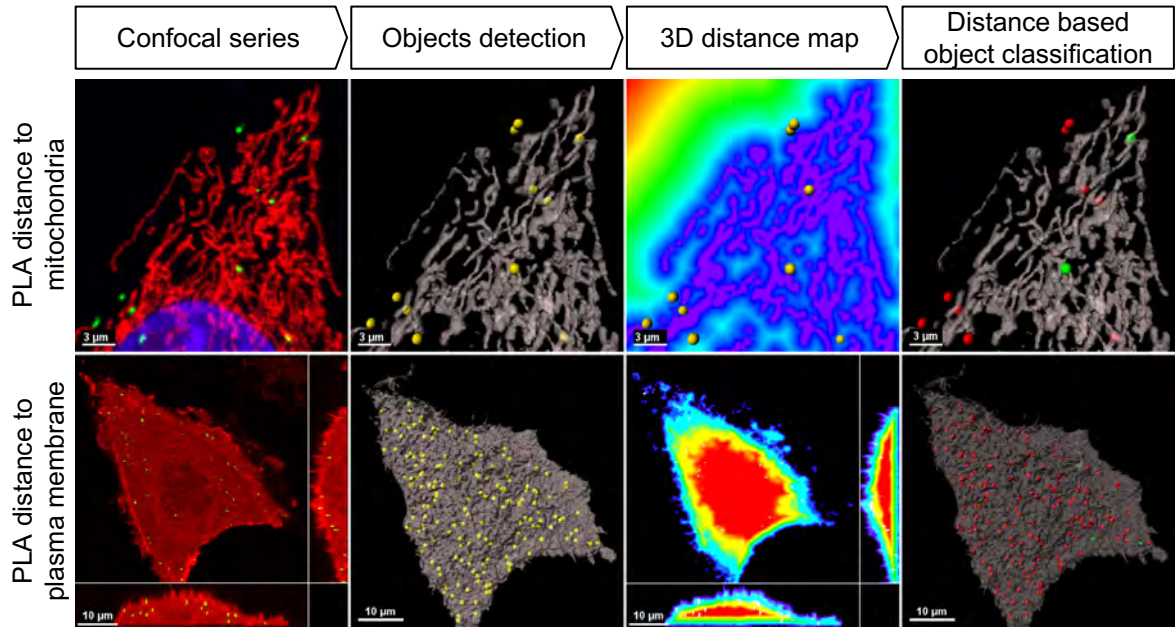 Confocal series
Objects detection
3D distance map
Distance based
object classification
PLA distance to
mitochondria
3 µm
3 µm
3 µm
3 µm
PLA distance to
plasma membrane
10 µm
10 µm
10 µm
10 µm